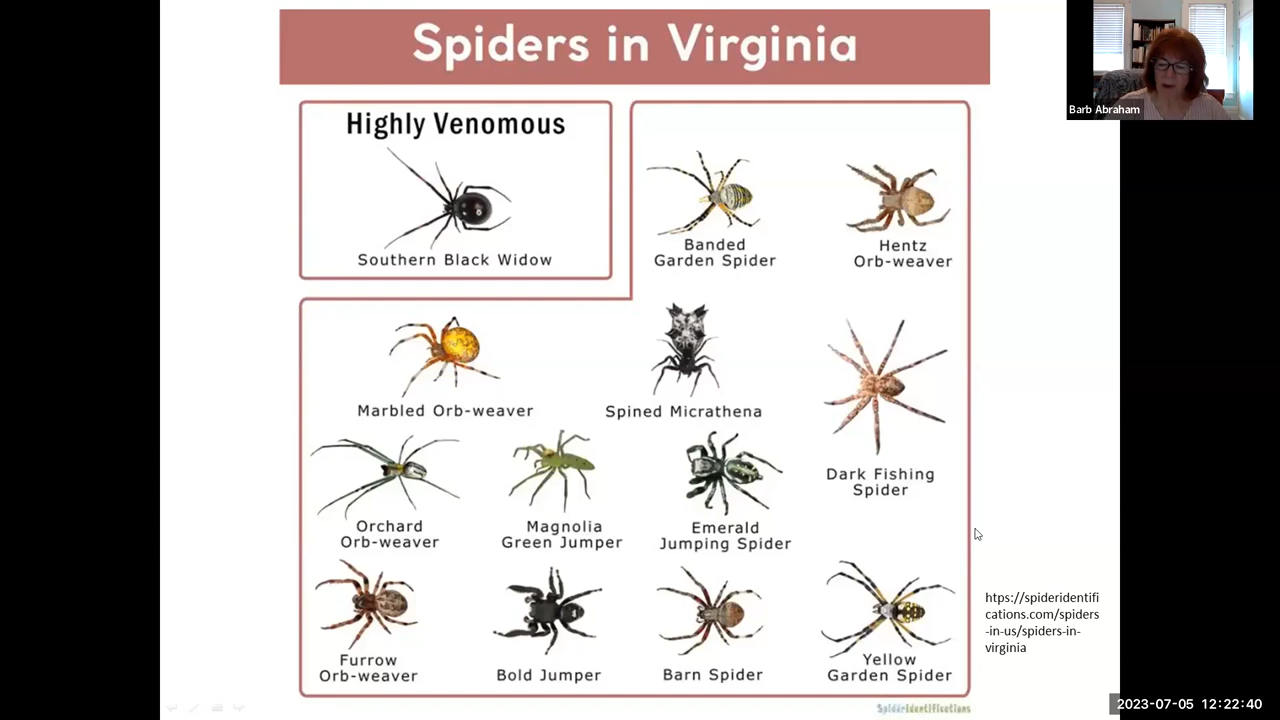 Spiders in Virginia
Barb Abraham
Highly Venomous
Southern Black Widow
Banded
Garden Spider
Hentz
Orb-weaver
Marbled Orb-weaver
Spined Micrathena
Dark Fishing
Spider
Orchard
Orb-weaver
Magnolia
Green Jumper
Emerald
Jumping Spider
Furrow
Orb-weaver
Bold Jumper
Barn Spider
Yellow
Garden Spider
htps://spideridentifi
cations.com/spiders
-in-us/spiders-in-
virginia
SpiderIdentifications
2023-07-05 12:22:40